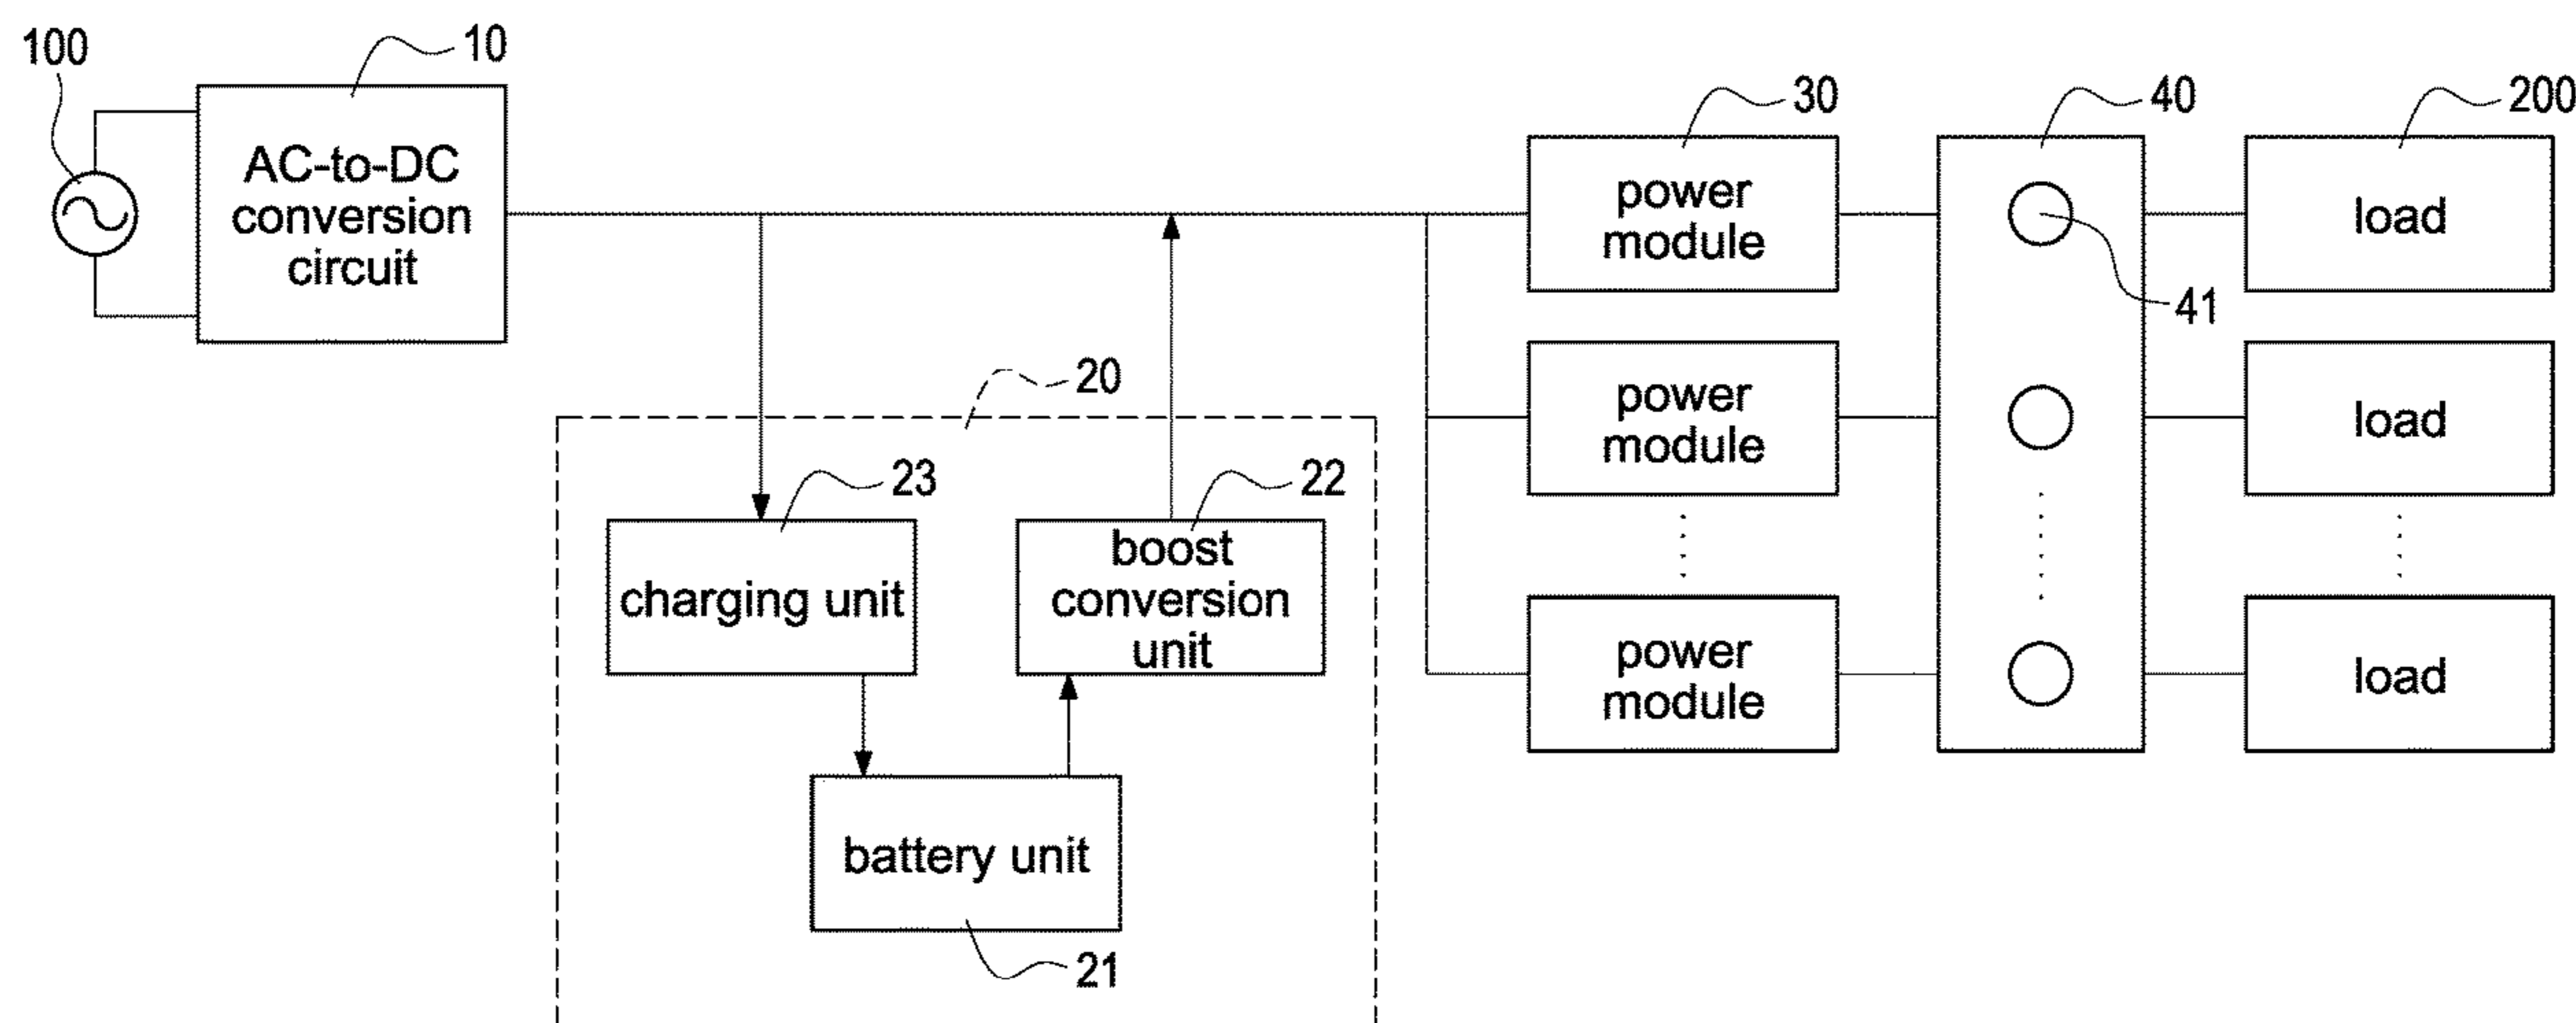 100
10
AC-to-DC
conversion
circuit
30
40
200
power
module
load
41
20
power
module
load
23
22
charging unit
boost
conversion
unit
power
module
load
battery unit
21